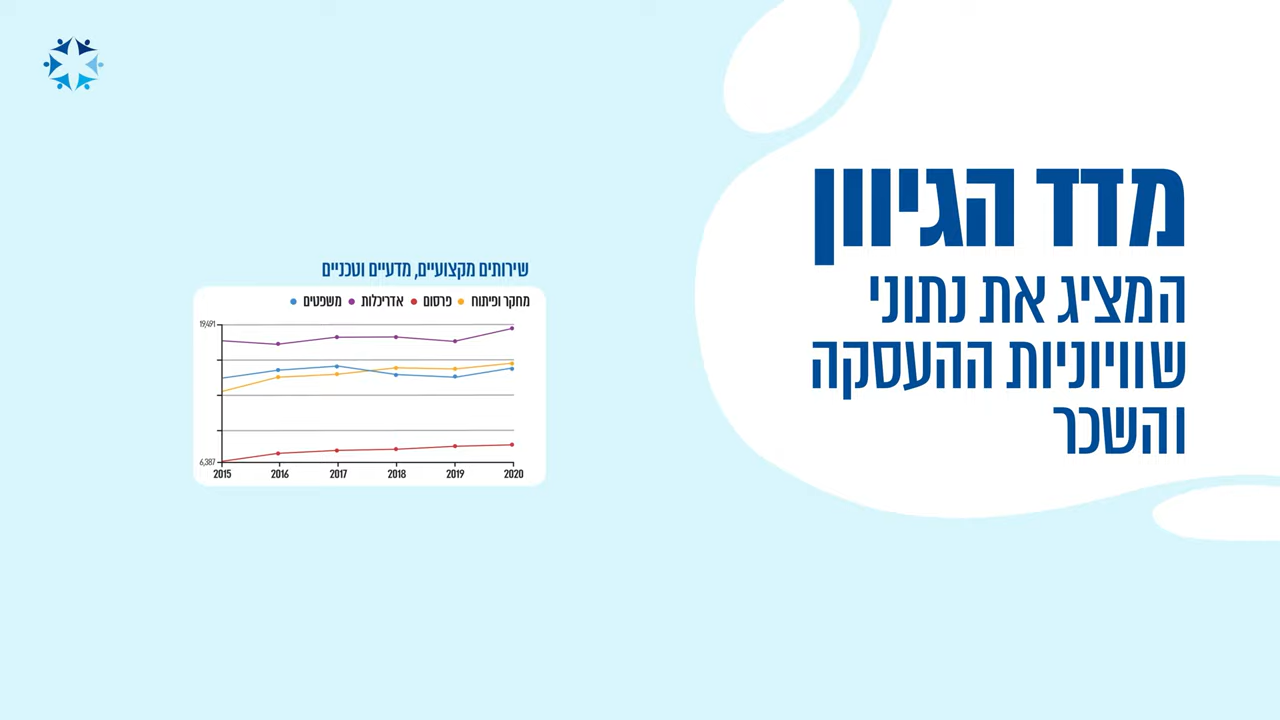 מדד הגיוון
המציג את נתוני
שוויוניות ההעסקה
והשכר
שירותים מקצועיים, מדעיים וטכניים
מחקר ופיתוח פרסום אדריכלות משפטים
19,491
6,387
2015 2016 2017 2018 2019 2020